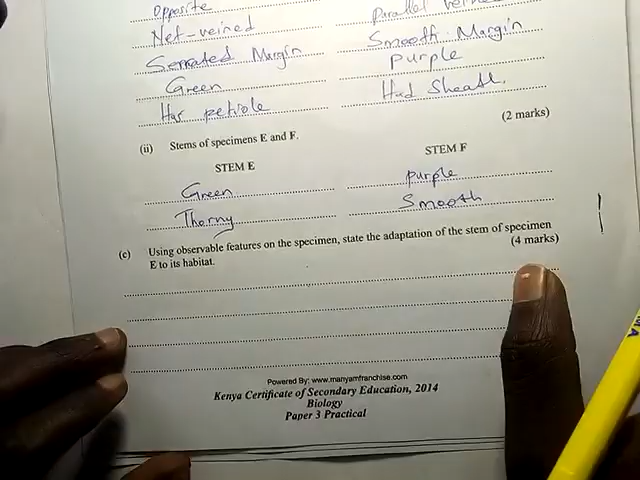 Opposite Parallel veined
Net-veined Smooth Margin
Serrated Margin Purple
Green Had Sheath.
Has petiole
(2 marks)
(ii) Stems of specimens E and F.
STEM E STEM F
Green purple
Thorny Smooth
(c) Using observable features on the specimen, state the adaptation of the stem of specimen
E to its habitat. (4 marks)
Powered By: www.manyamfranchise.com
Kenya Certificate of Secondary Education, 2014
Biology
Paper 3 Practical